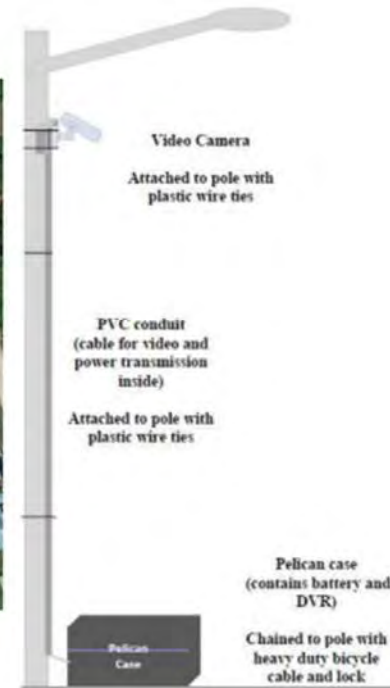 Video Camera
Attached to pole with
plastic wire ties
PVC conduit
(cable for video and
power transmission
inside)
Attached to pole with
plastic wire ties
Pelican case
(contains battery and
DVR)
Chained to pole with
heavy duty bicycle
cable and lock
Pelican
Case